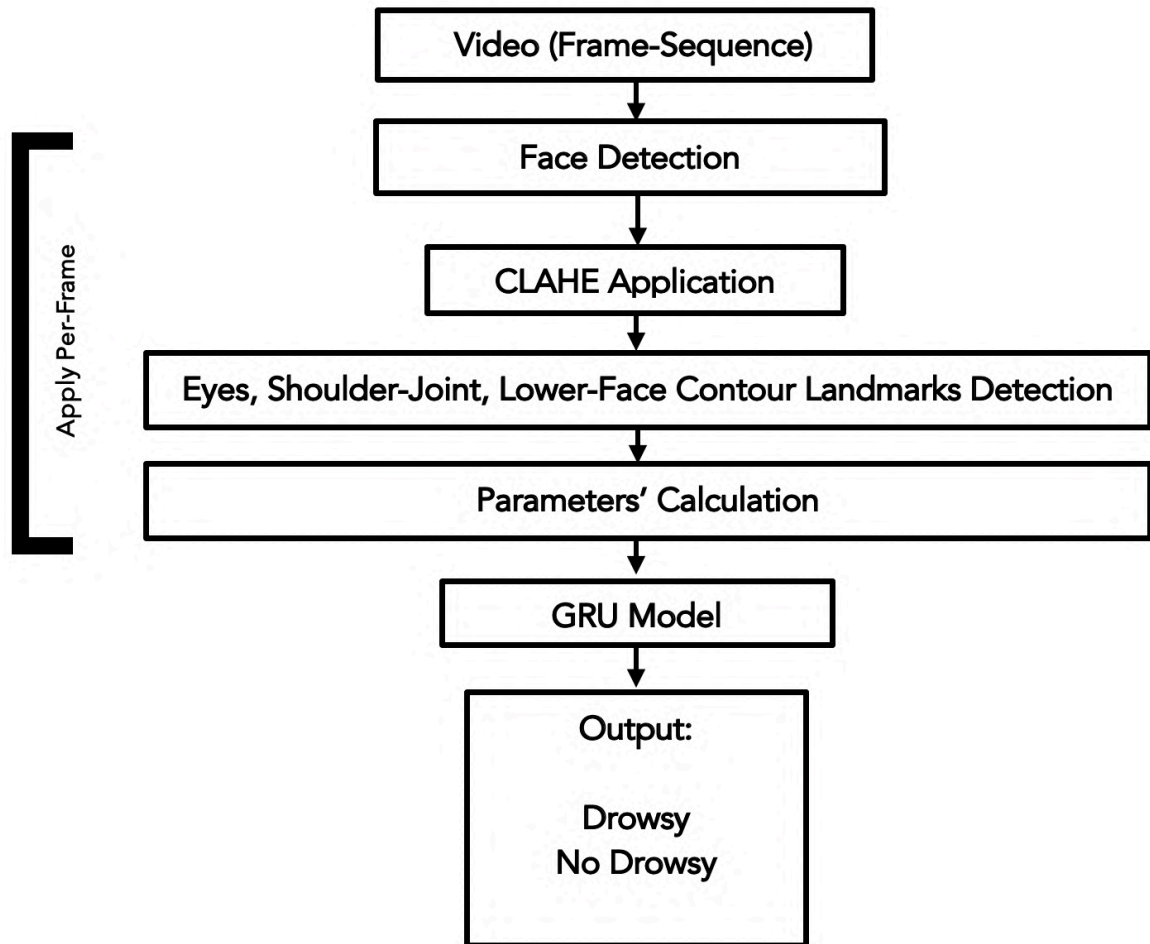 Video (Frame-Sequence)
Face Detection
CLAHE Application
Apply Per-Frame
Eyes, Shoulder-Joint, Lower-Face Contour Landmarks Detection
Parameters’ Calculation
GRU Model
Output:
Drowsy
No Drowsy